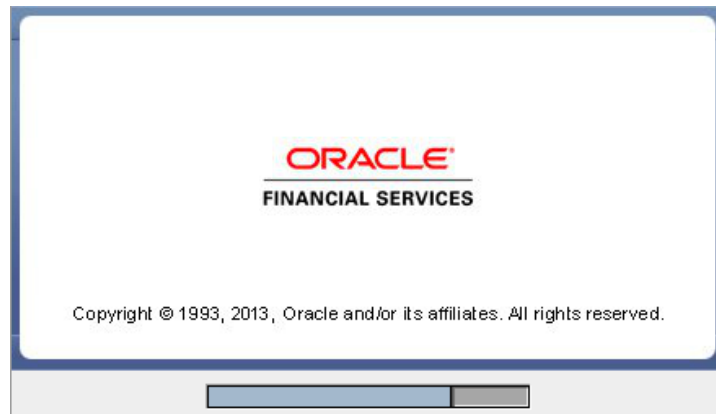 ORACLE®
FINANCIAL SERVICES
Copyright © 1993, 2013, Oracle and/or its affiliates. All rights reserved.